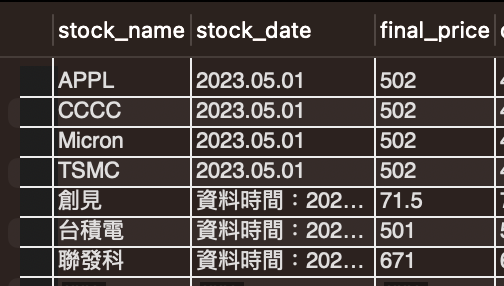 stock_name stock_date final_price
APPL 2023.05.01 502
CCCC 2023.05.01 502
Micron 2023.05.01 502
TSMC 2023.05.01 502
創見 資料時間：202... 71.5
台積電 資料時間：202... 501
聯發科 資料時間：202... 671